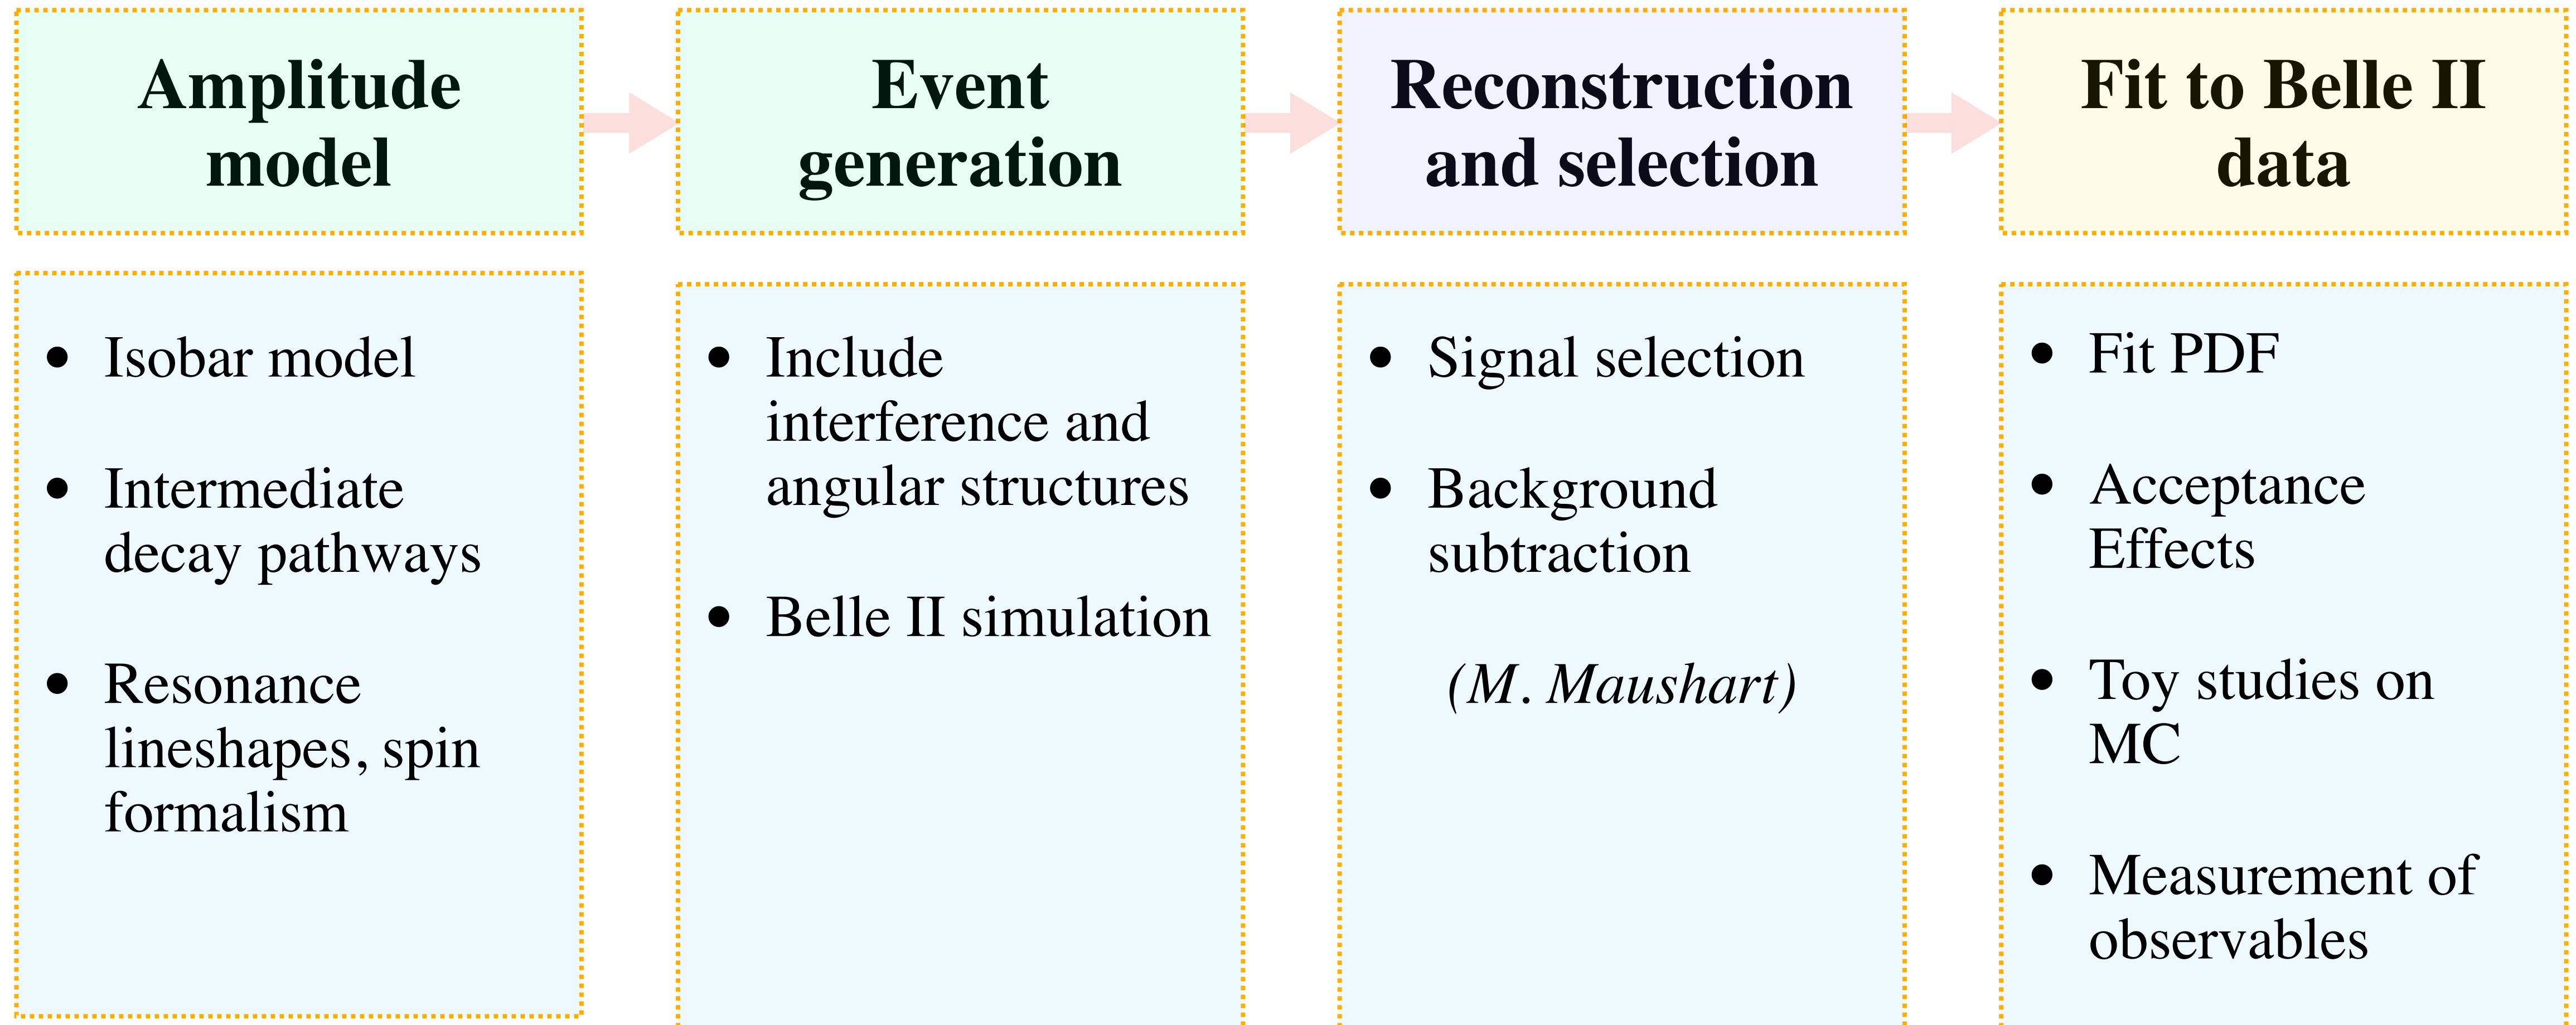 Amplitude
model
Event
generation
Reconstruction
and selection
Fit to Belle II
data
• Isobar model
• Intermediate
decay pathways
• Resonance
lineshapes, spin
formalism
• Include
interference and
angular structures
• Belle II simulation
• Signal selection
• Background
subtraction
(M. Maushart)
• Fit PDF
• Acceptance
Effects
• Toy studies on
MC
• Measurement of
observables